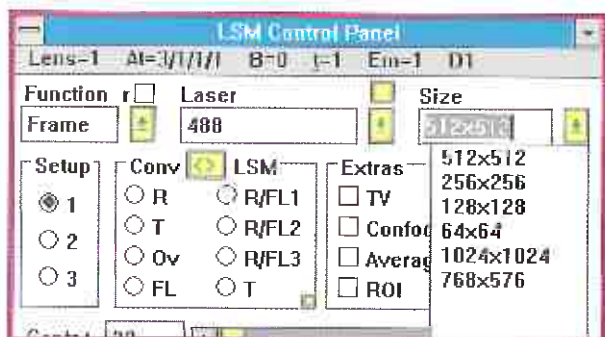 LSM Control Panel
Lens=1 At=3/1/1/1 B=0 t=1 Em=1 D1
Function r Laser Size
Frame 488 512x512
Setup Conv <> LSM Extras
512x512
256x256
128x128
64x64
1024x1024
768x576
1 R R/FL1 TV
2 T R/FL2 Confoc
3 Ov R/FL3 Averag
FL T ROI